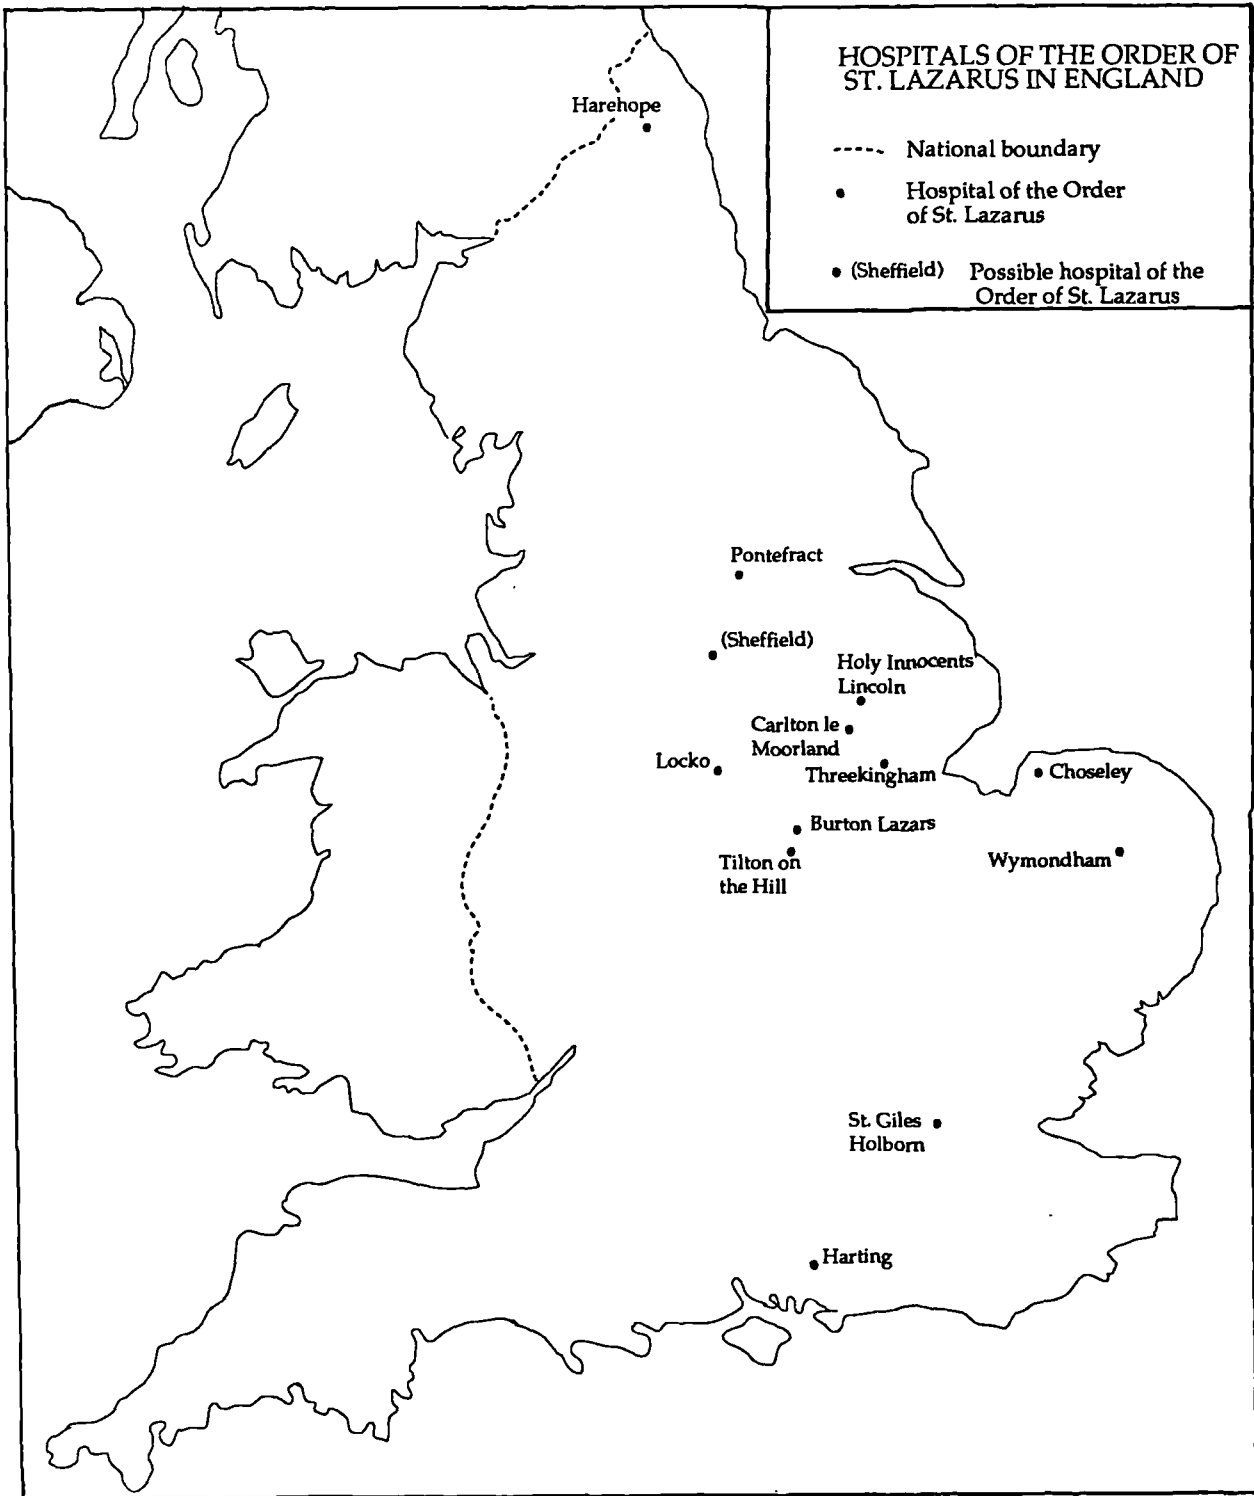 HOSPITALS OF THE ORDER OF
ST. LAZARUS IN ENGLAND
National boundary
Hospital of the Order
of St. Lazarus
(Sheffield) Possible hospital of the
Order of St. Lazarus
Harehope
Pontefract
(Sheffield)
Holy Innocents
Lincoln
Carlton le
Moorland
Locko
Threekingham
Choseley
Burton Lazars
Tilton on
the Hill
Wymondham
St. Giles
Holborn
Harting